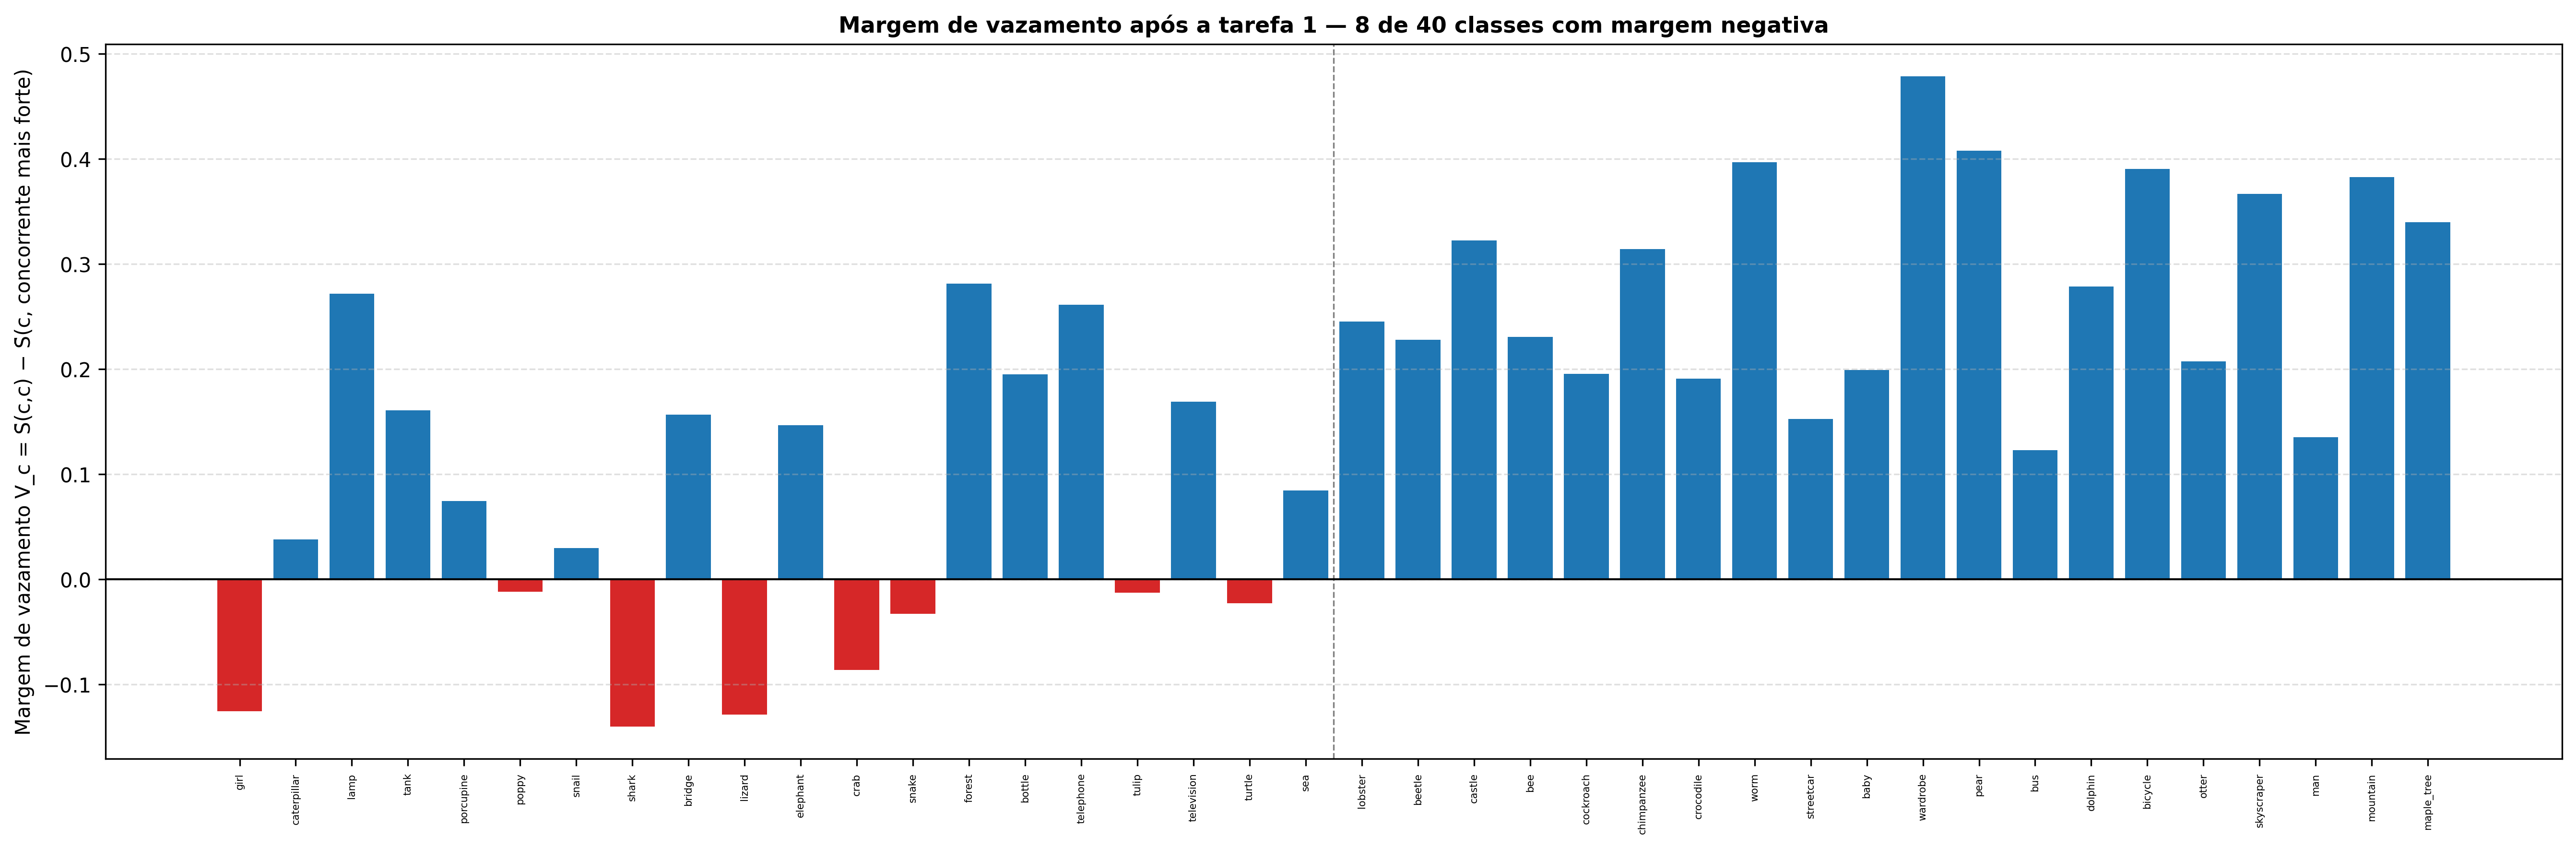 Margem de vazamento após a tarefa 1 — 8 de 40 classes com margem negativa
Margem de vazamento V_c = S(c,c) − S(c, concorrente mais forte)
0.5
0.4
0.3
0.2
0.1
0.0
−0.1
girl
caterpillar
lamp
tank
porcupine
poppy
snail
shark
bridge
lizard
elephant
crab
snake
forest
bottle
telephone
tulip
television
turtle
sea
lobster
beetle
castle
bee
cockroach
chimpanzee
crocodile
worm
streetcar
baby
wardrobe
pear
bus
dolphin
bicycle
otter
skyscraper
man
mountain
maple_tree